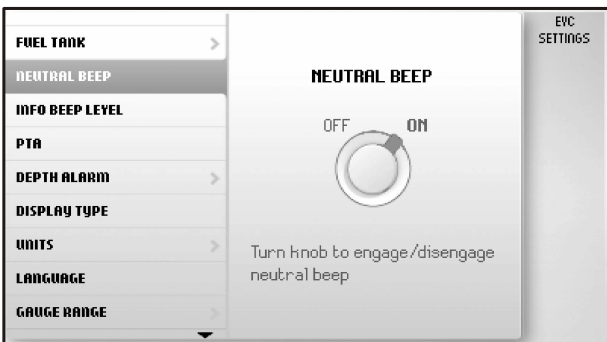 FUEL TANK
NEUTRAL BEEP
INFO BEEP LEVEL
PTA
DEPTH ALARM
DISPLAY TYPE
UNITS
LANGUAGE
GAUGE RANGE
NEUTRAL BEEP
OFF
ON
Turn knob to engage/disengage
neutral beep
EVC
SETTINGS